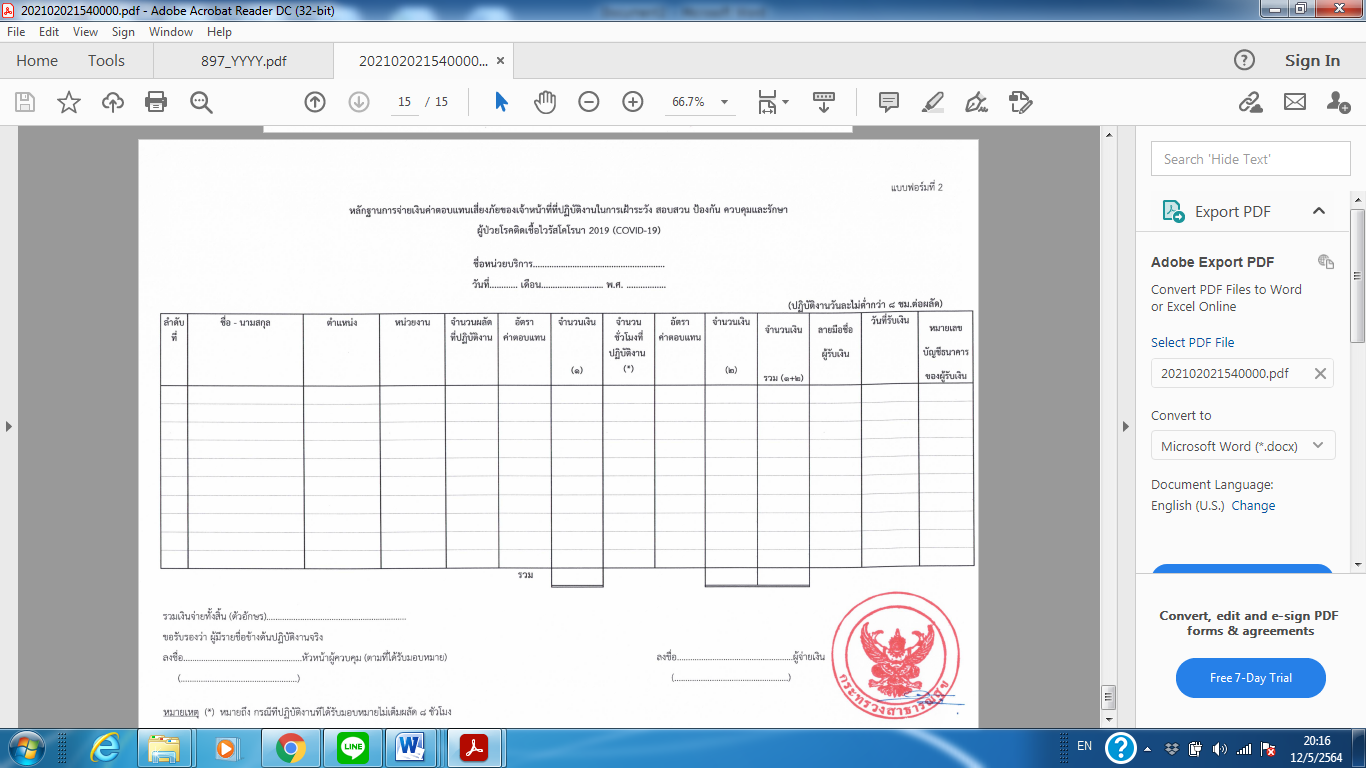 202102021540000.pdf - Adobe Acrobat Reader DC (32-bit)
File Edit View Sign Window Help
Home Tools 897_YYYY.pdf 202102021540000... ×
15 / 15 66.7%
Sign In
แบบฟอร์มที่ 2
หลักฐานการจ่ายเงินค่าตอบแทนเสี่ยงภัยของเจ้าหน้าที่ที่ปฏิบัติงานในการเฝ้าระวัง สอบสวน ป้องกัน ควบคุมและรักษา
ผู้ป่วยโรคติดเชื้อไวรัสโคโรนา 2019 (COVID-19)
ชื่อหน่วยบริการ......................................................
วันที่............ เดือน.......................... พ.ศ. ................
(ปฏิบัติงานวันละไม่ต่ำกว่า ๘ ชม.ต่อผลัด)
ลำดับที่
ชื่อ - นามสกุล
ตำแหน่ง
หน่วยงาน
จำนวนผลัดที่ปฏิบัติงาน
อัตราค่าตอบแทน
จำนวนเงิน (๑)
จำนวนชั่วโมงที่ปฏิบัติงาน (*)
อัตราค่าตอบแทน
จำนวนเงิน (๒)
จำนวนเงิน รวม (๑+๒)
ลายมือชื่อผู้รับเงิน
วันที่รับเงิน
หมายเลขบัญชีธนาคารของผู้รับเงิน
รวม
รวมเงินจ่ายทั้งสิ้น (ตัวอักษร)........................................................
ขอรับรองว่า ผู้มีรายชื่อข้างต้นปฏิบัติงานจริง
ลงชื่อ................................................หัวหน้าผู้ควบคุม (ตามที่ได้รับมอบหมาย)
(................................................)
ลงชื่อ................................................ผู้จ่ายเงิน
(................................................)
กระทรวงสาธารณสุข
หมายเหตุ (*) หมายถึง กรณีที่ปฏิบัติงานที่ได้รับมอบหมายไม่เต็มผลัด ๘ ชั่วโมง
Search 'Hide Text'
Export PDF
Adobe Export PDF
Convert PDF Files to Word
or Excel Online
Select PDF File
202102021540000.pdf
Convert to
Microsoft Word (*.docx)
Document Language:
English (U.S.) Change
Convert, edit and e-sign PDF
forms & agreements
Free 7-Day Trial
LINE
EN
20:16
12/5/2564